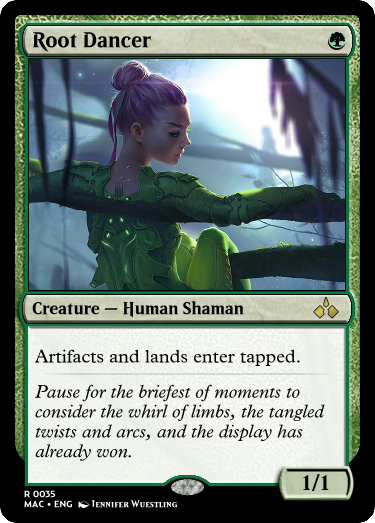 Root Dancer
Creature — Human Shaman
Artifacts and lands enter tapped.
Pause for the briefest of moments to
consider the whirl of limbs, the tangled
twists and arcs, and the display has
already won.
1/1
R 0035
MAC • ENG Jennifer Wuestling